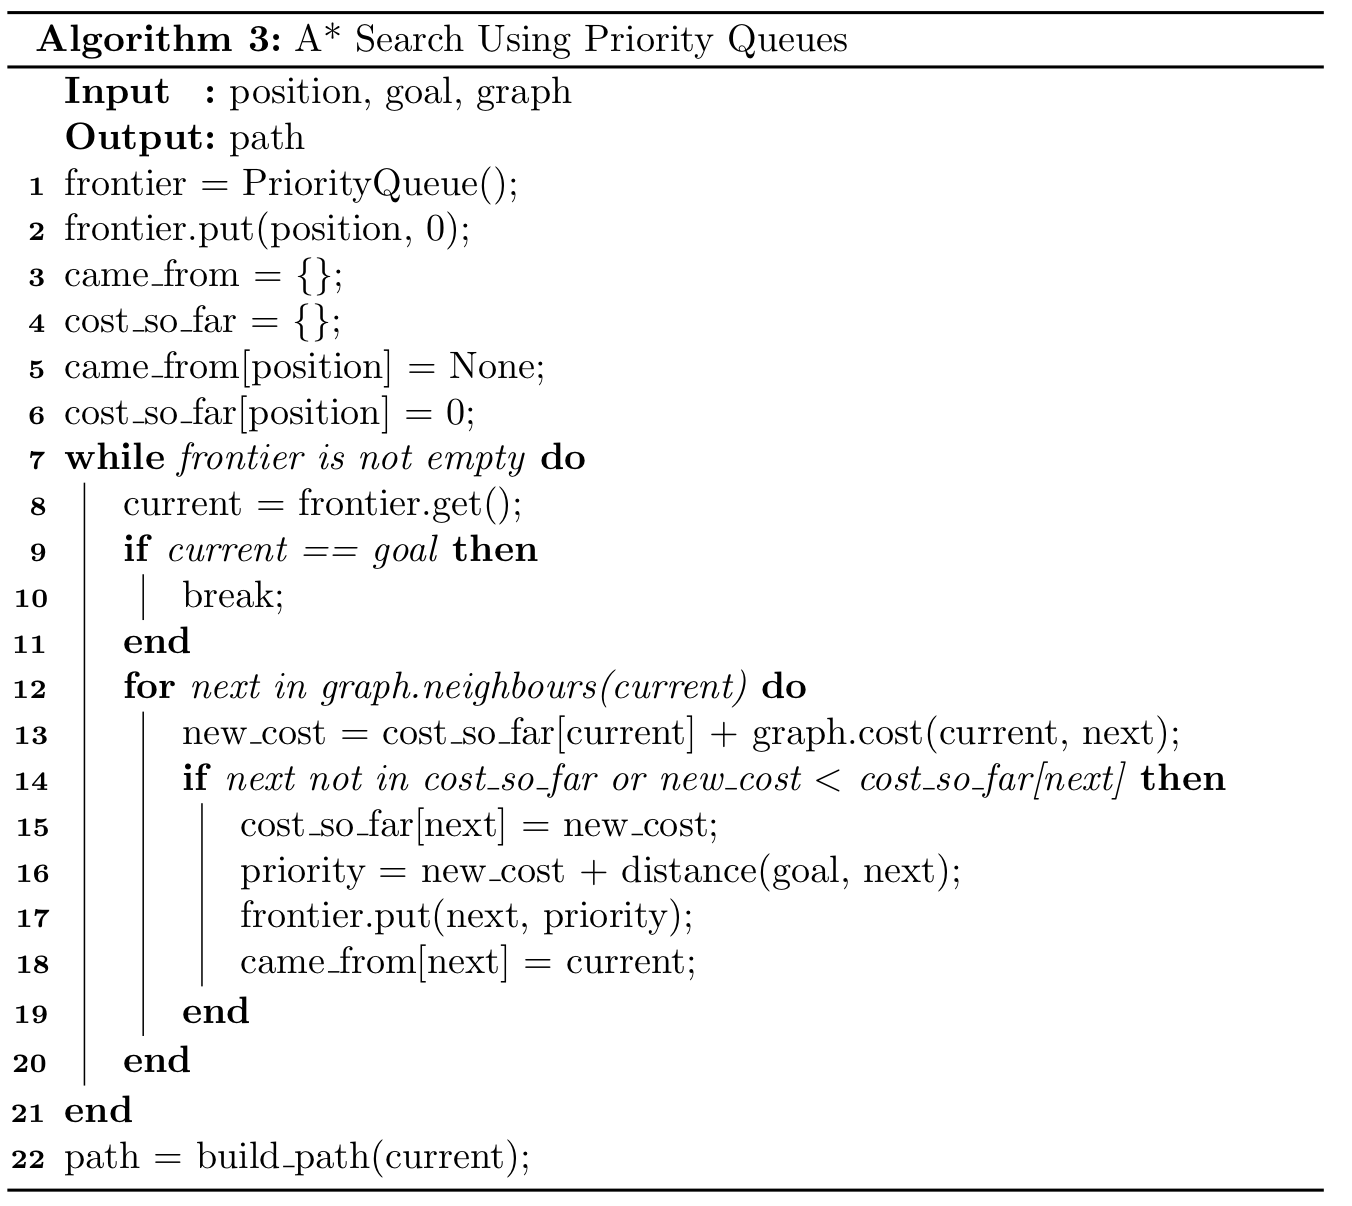 Algorithm 3: A* Search Using Priority Queues
Input : position, goal, graph
Output: path
1 frontier = PriorityQueue();
2 frontier.put(position, 0);
3 came_from = {};
4 cost_so_far = {};
5 came_from[position] = None;
6 cost_so_far[position] = 0;
7 while frontier is not empty do
8 current = frontier.get();
9 if current == goal then
10 break;
11 end
12 for next in graph.neighbours(current) do
13 new_cost = cost_so_far[current] + graph.cost(current, next);
14 if next not in cost_so_far or new_cost < cost_so_far[next] then
15 cost_so_far[next] = new_cost;
16 priority = new_cost + distance(goal, next);
17 frontier.put(next, priority);
18 came_from[next] = current;
19 end
20 end
21 end
22 path = build_path(current);